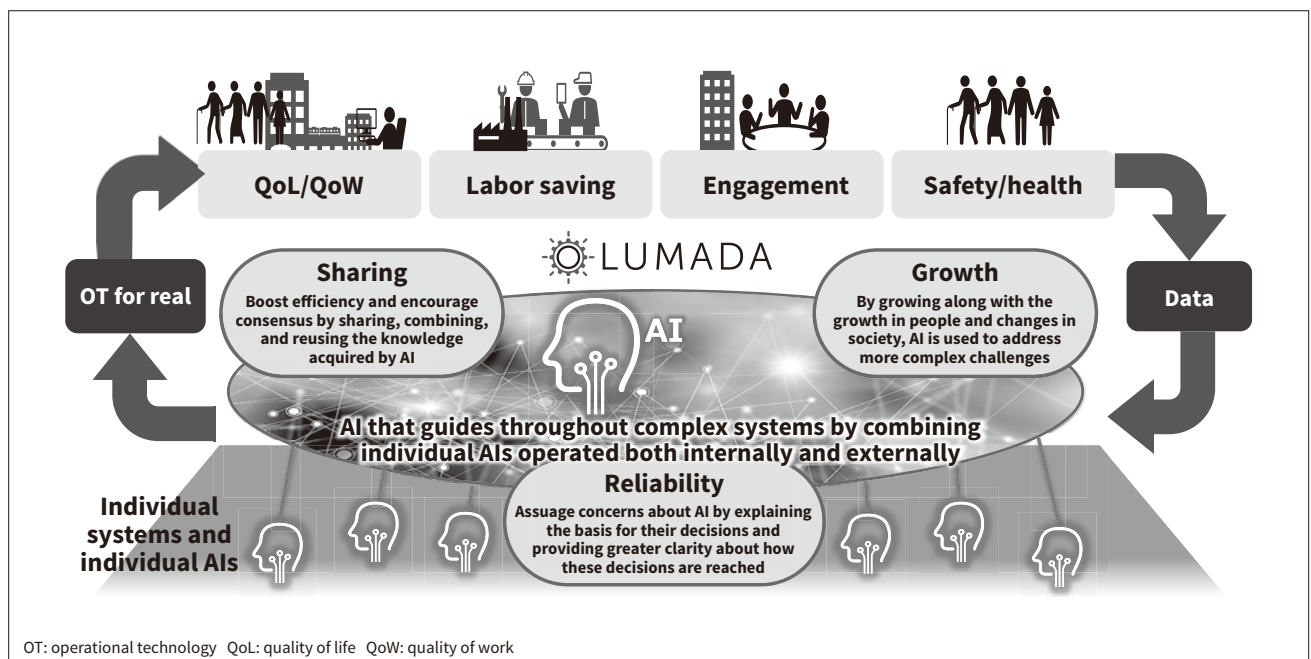 QoL/QoW
Labor saving
Engagement
Safety/health
LUMADA
OT for real
Sharing
Boost efficiency and encourage
consensus by sharing, combining,
and reusing the knowledge
acquired by AI
AI
Growth
By growing along with the
growth in people and changes in
society, AI is used to address
more complex challenges
Data
AI that guides throughout complex systems by combining
individual AIs operated both internally and externally
Individual
systems and
individual AIs
Reliability
Assuage concerns about AI by explaining
the basis for their decisions and
providing greater clarity about how
these decisions are reached
OT: operational technology QoL: quality of life QoW: quality of work